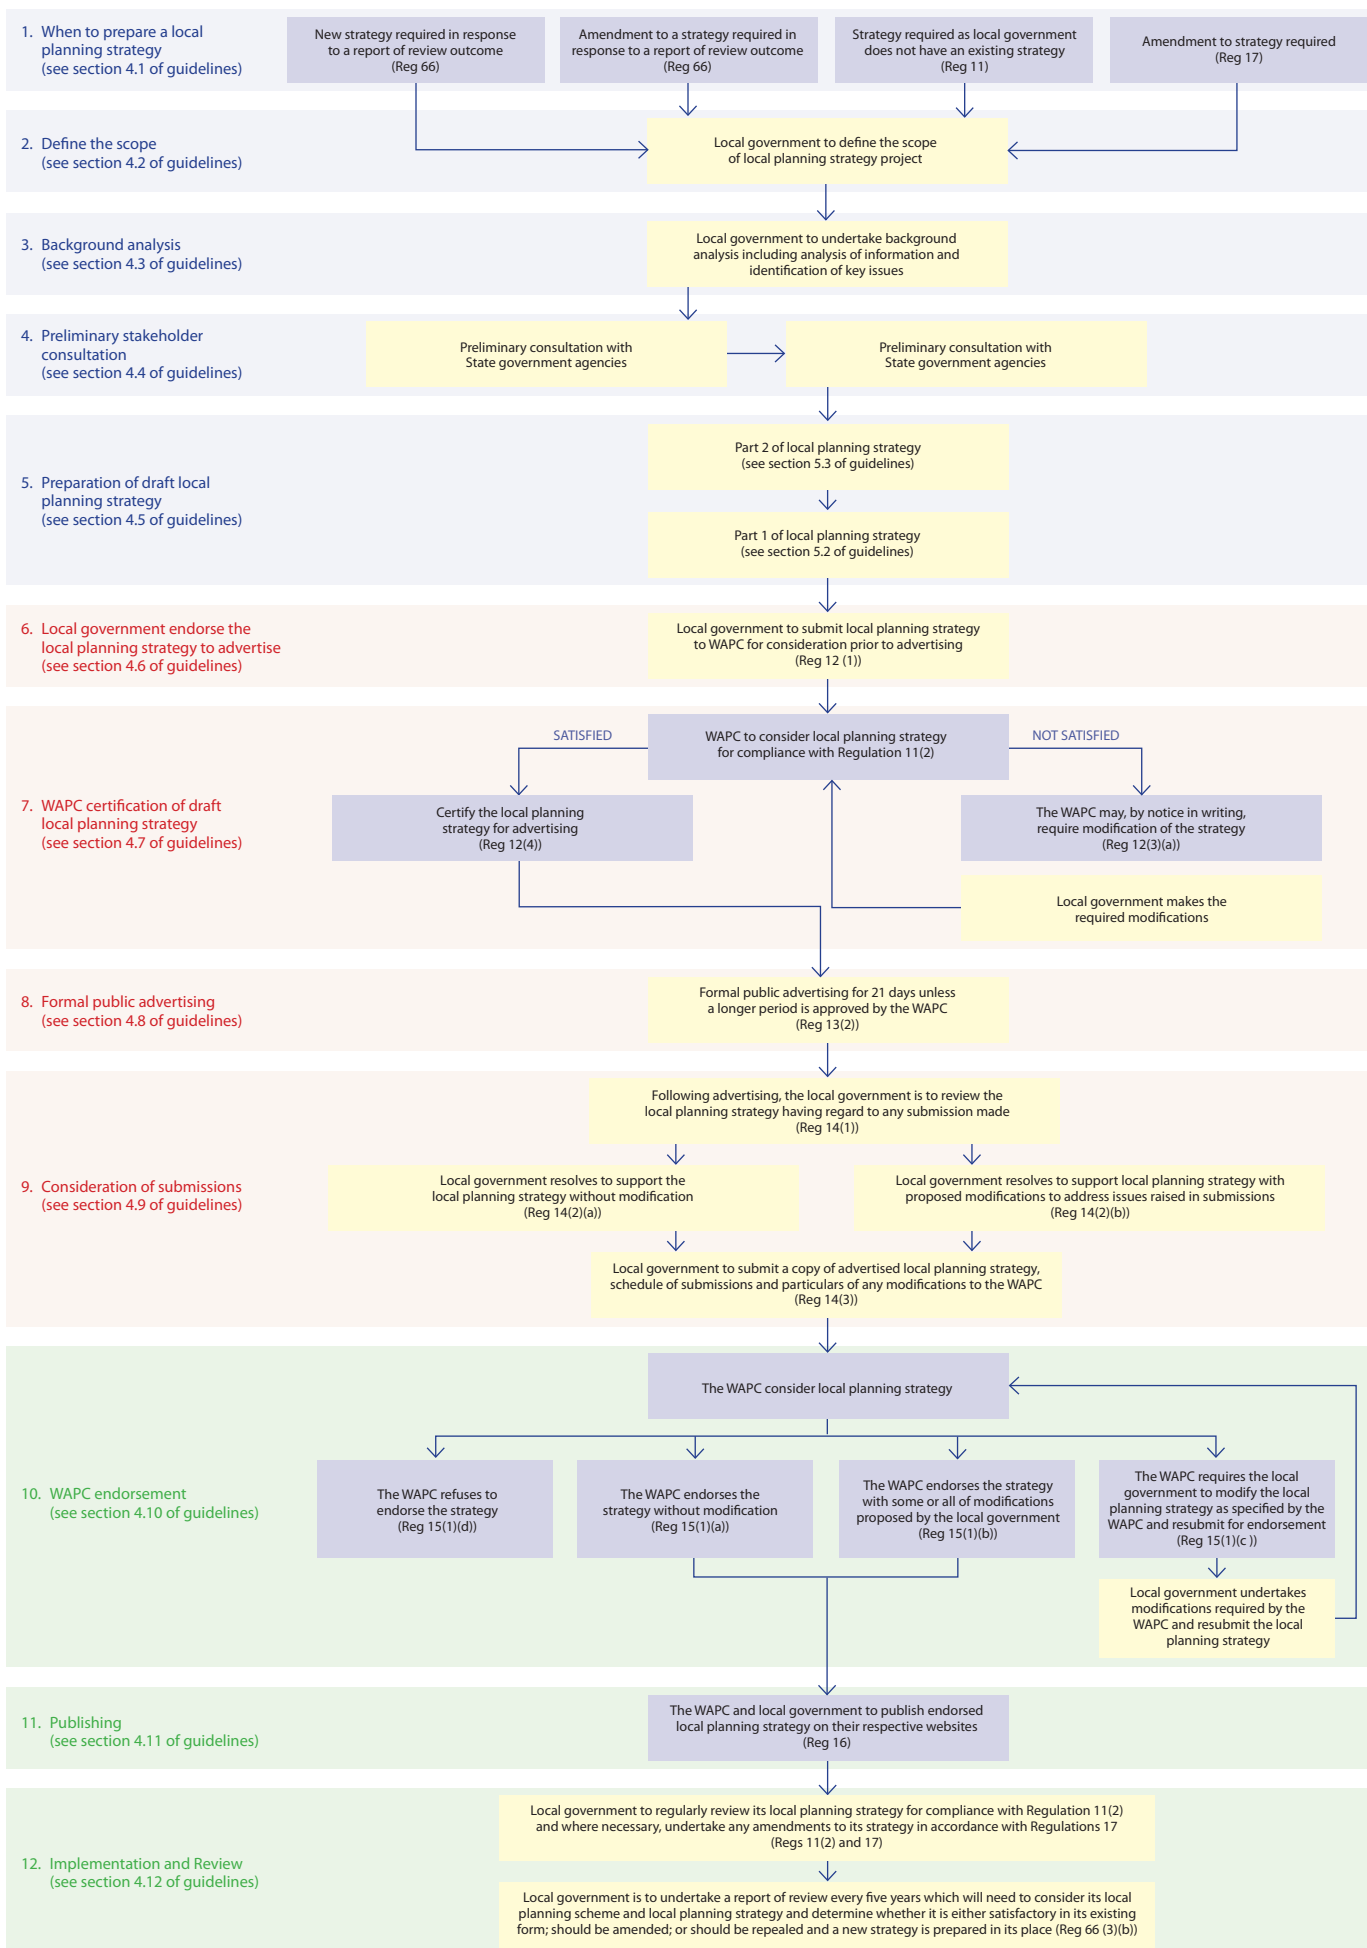 1. When to prepare a local
planning strategy
(see section 4.1 of guidelines)
New strategy required in response
to a report of review outcome
(Reg 66)
Amendment to a strategy required in
response to a report of review outcome
(Reg 66)
Strategy required as local government
does not have an existing strategy
(Reg 11)
Amendment to strategy required
(Reg 17)
2. Define the scope
(see section 4.2 of guidelines)
Local government to define the scope
of local planning strategy project
3. Background analysis
(see section 4.3 of guidelines)
Local government to undertake background
analysis including analysis of information and
identification of key issues
4. Preliminary stakeholder
consultation
(see section 4.4 of guidelines)
Preliminary consultation with
State government agencies
Preliminary consultation with
State government agencies
5. Preparation of draft local
planning strategy
(see section 4.5 of guidelines)
Part 2 of local planning strategy
(see section 5.3 of guidelines)
Part 1 of local planning strategy
(see section 5.2 of guidelines)
6. Local government endorse the
local planning strategy to advertise
(see section 4.6 of guidelines)
Local government to submit local planning strategy
to WAPC for consideration prior to advertising
(Reg 12 (1))
7. WAPC certification of draft
local planning strategy
(see section 4.7 of guidelines)
WAPC to consider local planning strategy
for compliance with Regulation 11(2)
SATISFIED
NOT SATISFIED
Certify the local planning
strategy for advertising
(Reg 12(4))
The WAPC may, by notice in writing,
require modification of the strategy
(Reg 12(3)(a))
Local government makes the
required modifications
8. Formal public advertising
(see section 4.8 of guidelines)
Formal public advertising for 21 days unless
a longer period is approved by the WAPC
(Reg 13(2))
9. Consideration of submissions
(see section 4.9 of guidelines)
Following advertising, the local government is to review the
local planning strategy having regard to any submission made
(Reg 14(1))
Local government resolves to support the
local planning strategy without modification
(Reg 14(2)(a))
Local government resolves to support local planning strategy with
proposed modifications to address issues raised in submissions
(Reg 14(2)(b))
Local government to submit a copy of advertised local planning strategy,
schedule of submissions and particulars of any modifications to the WAPC
(Reg 14(3))
10. WAPC endorsement
(see section 4.10 of guidelines)
The WAPC consider local planning strategy
The WAPC refuses to
endorse the strategy
(Reg 15(1)(d))
The WAPC endorses the
strategy without modification
(Reg 15(1)(a))
The WAPC endorses the strategy
with some or all of modifications
proposed by the local government
(Reg 15(1)(b))
The WAPC requires the local
government to modify the local
planning strategy as specified by the
WAPC and resubmit for endorsement
(Reg 15(1)(c ))
Local government undertakes
modifications required by the
WAPC and resubmit the local
planning strategy
11. Publishing
(see section 4.11 of guidelines)
The WAPC and local government to publish endorsed
local planning strategy on their respective websites
(Reg 16)
12. Implementation and Review
(see section 4.12 of guidelines)
Local government to regularly review its local planning strategy for compliance with Regulation 11(2)
and where necessary, undertake any amendments to its strategy in accordance with Regulations 17
(Regs 11(2) and 17)
Local government is to undertake a report of review every five years which will need to consider its local
planning scheme and local planning strategy and determine whether it is either satisfactory in its existing
form; should be amended; or should be repealed and a new strategy is prepared in its place (Reg 66 (3)(b))